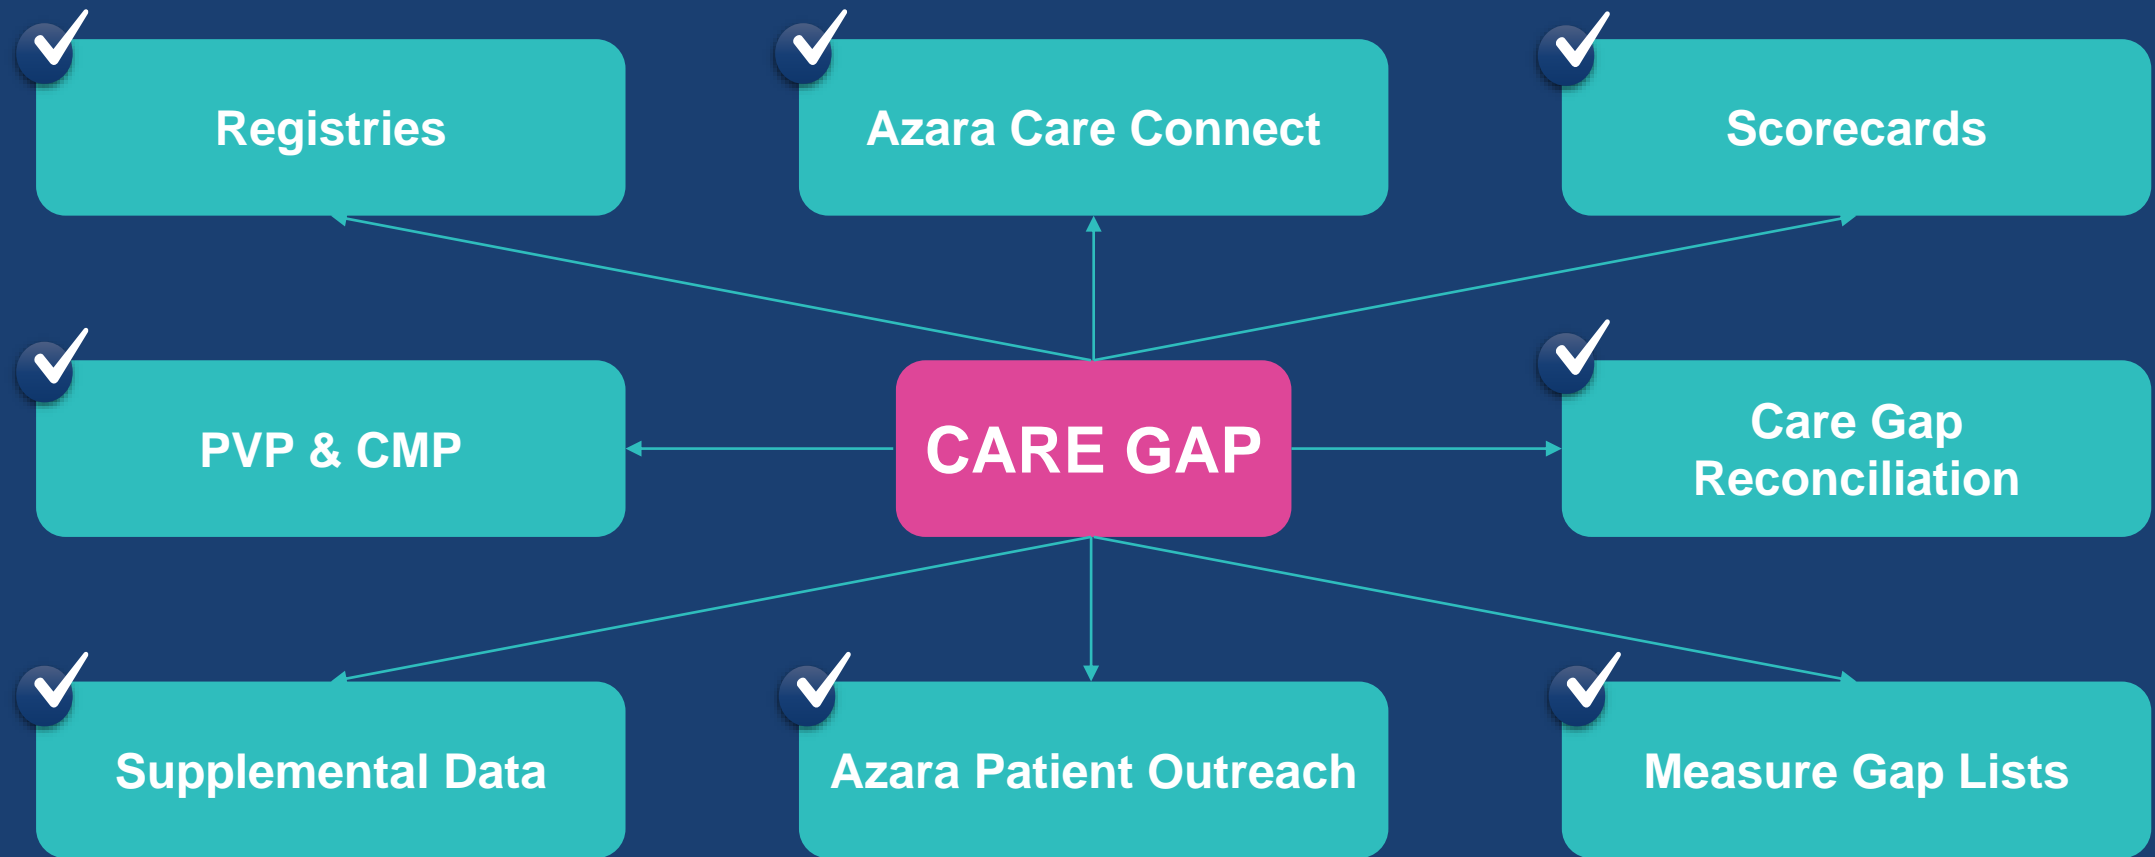 Registries
Azara Care Connect
Scorecards
PVP & CMP
CARE GAP
Care Gap
Reconciliation
Supplemental Data
Azara Patient Outreach
Measure Gap Lists